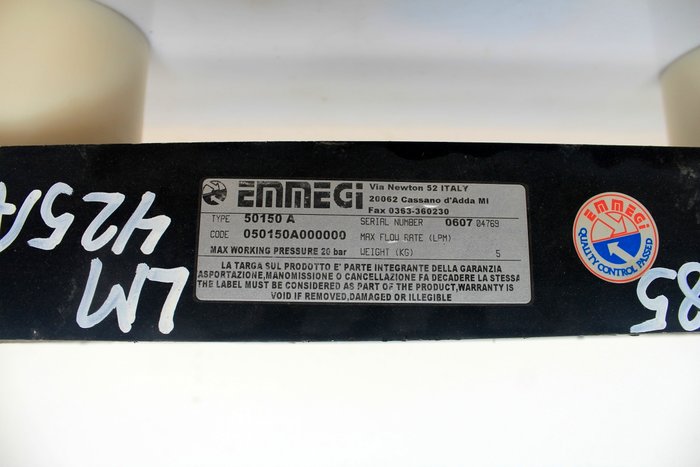 EMMEGi
Via Newton 52 ITALY
20062 Cassano d'Adda MI
Fax 0363-360230
TYPE 50150 A
SERIAL NUMBER 0607 04769
CODE 050150A000000
MAX FLOW RATE (LPM)
MAX WORKING PRESSURE 20 bar
WEIGHT (KG) 5
LA TARGA SUL PRODOTTO E' PARTE INTEGRANTE DELLA GARANZIA
ASPORTAZIONE,MANOMISSIONE O CANCELLAZIONE FA DECADERE LA STESSA
THE LABEL MUST BE CONSIDERED AS PART OF THE PRODUCT,WARRANTY IS
VOID IF REMOVED,DAMAGED OR ILLEGIBLE
EMMEGi
QUALITY CONTROL PASSED
LM
425/A
85